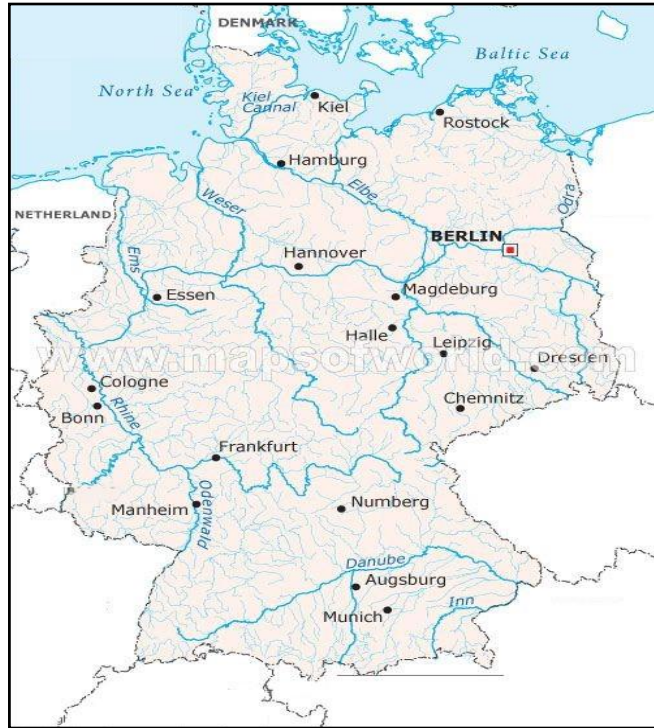 DENMARK
Baltic Sea
North Sea
Kiel
Cannal
Kiel
Rostock
Hamburg
Elbe
Weser
Odra
NETHERLAND
BERLIN
Ems
Hannover
Essen
Magdeburg
Halle
Leipzig
www.mapsofworld.com
Dresden
Cologne
Bonn
Rhine
Chemnitz
Frankfurt
Manheim
Odenwald
Numberg
Danube
Augsburg
Inn
Munich